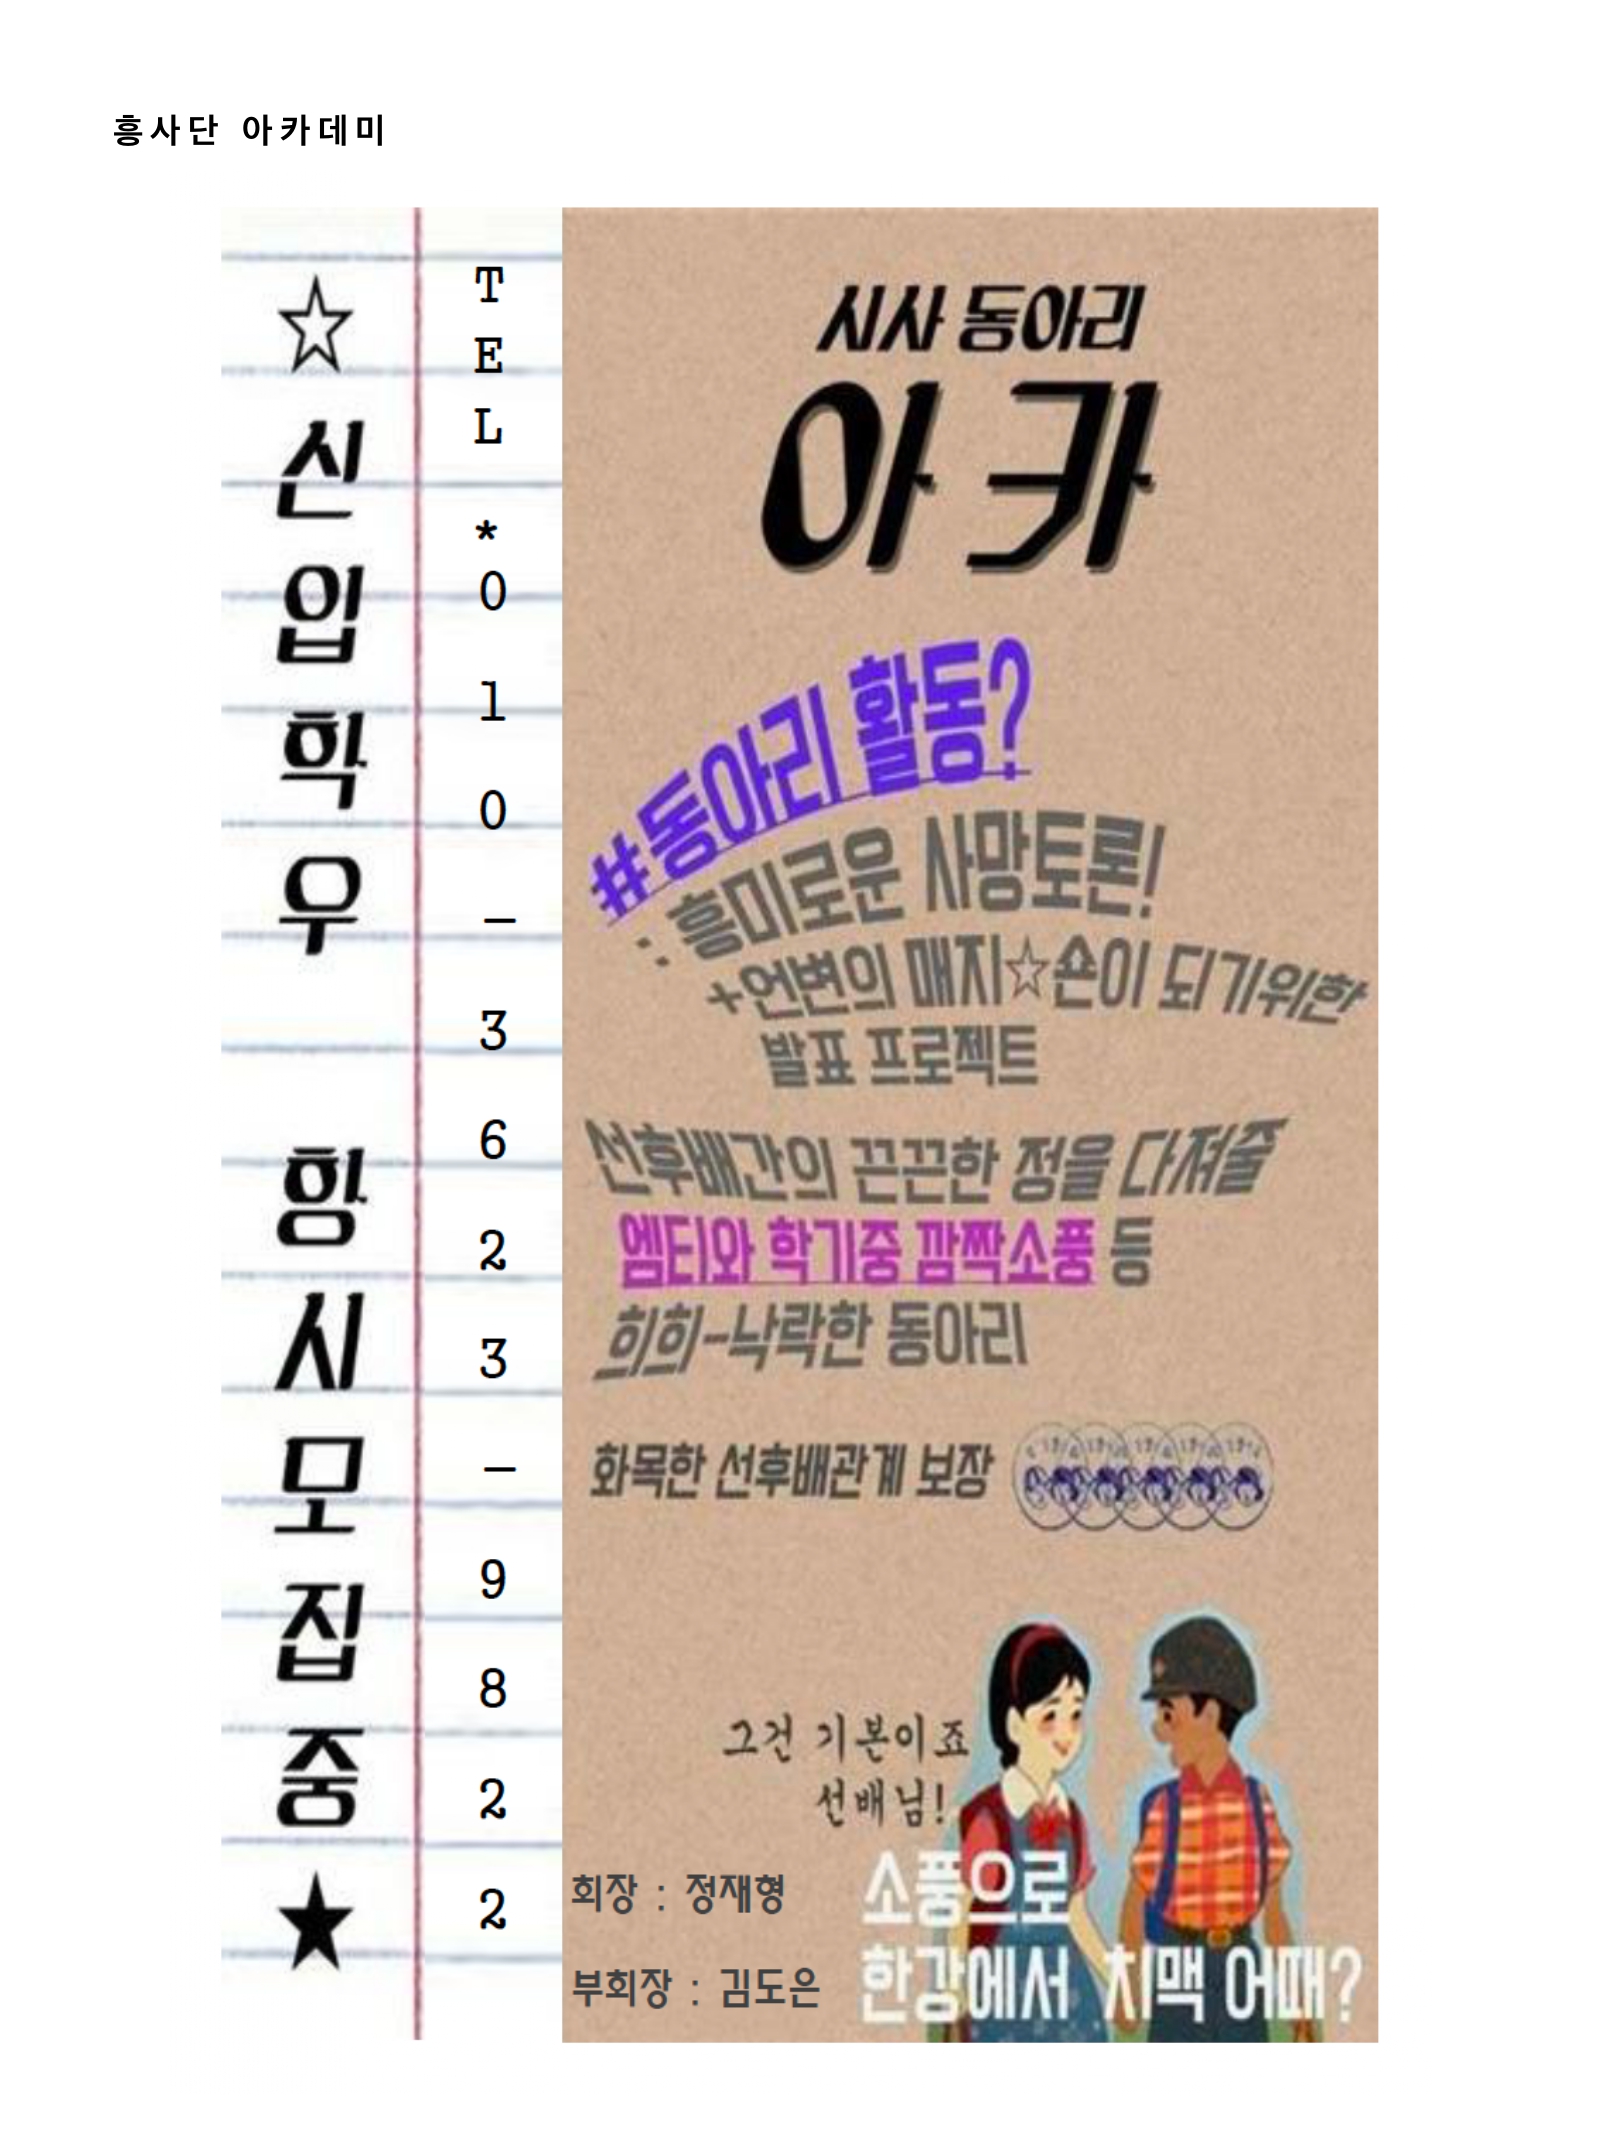 흥사단 아카데미
☆신입학우 항시모집중★
TEL*010-3623-9822
시사 동아리
아카
#동아리 활동?
: 흥미로운 사망토론!
+언변의 매지☆숀이 되기위한
발표 프로젝트
선후배간의 끈끈한 정을 다져줄
엠티와 학기중 깜짝소풍 등
희희-낙락한 동아리
화목한 선후배관계 보장
그건 기본이죠
선배님!
소풍으로
한강에서 치맥 어때?
회장 : 정재형
부회장 : 김도은